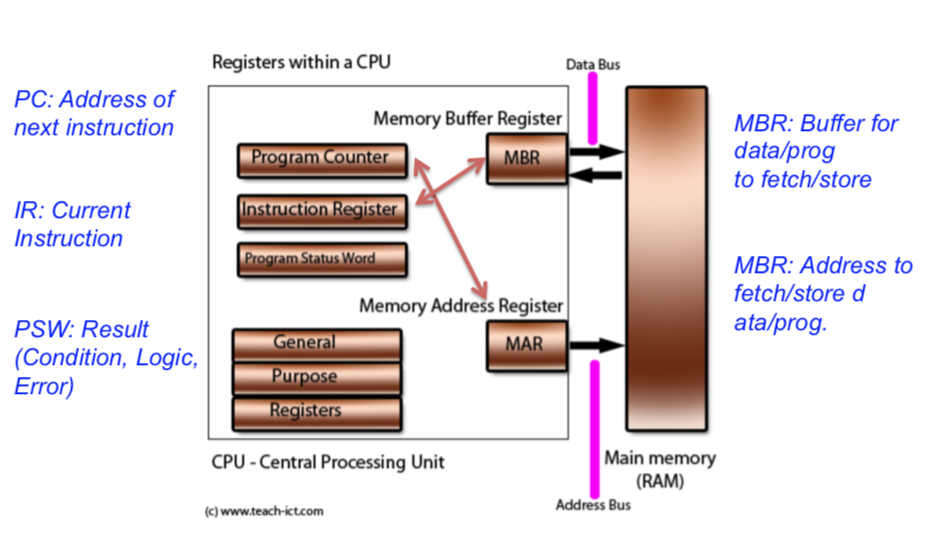 Registers within a CPU
Data Bus
PC: Address of
next instruction
Memory Buffer Register
MBR: Buffer for
data/prog
to fetch/store
Program Counter
MBR
IR: Current
Instruction
Instruction Register
Program Status Word
MBR: Address to
fetch/store d
ata/prog.
Memory Address Register
PSW: Result
(Condition, Logic,
Error)
General
Purpose
Registers
MAR
CPU - Central Processing Unit
Main memory
(RAM)
Address Bus
(c) www.teach-ict.com